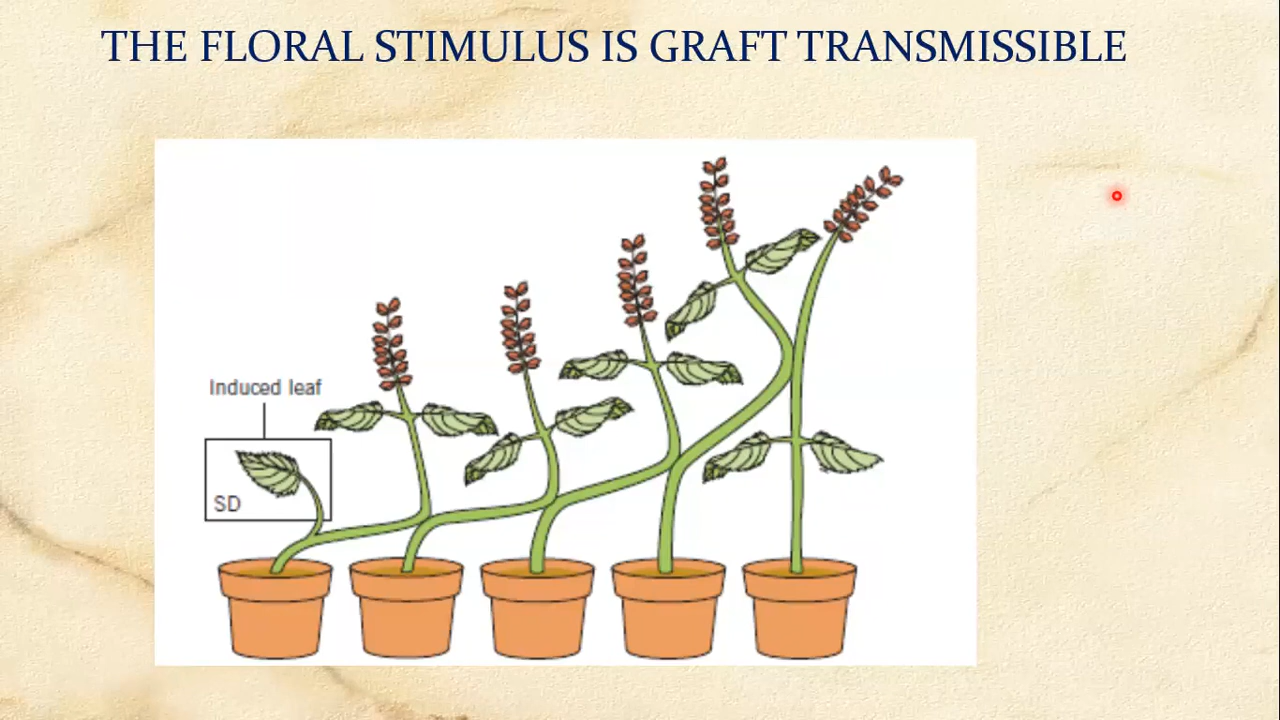 THE FLORAL STIMULUS IS GRAFT TRANSMISSIBLE
Induced leaf
SD